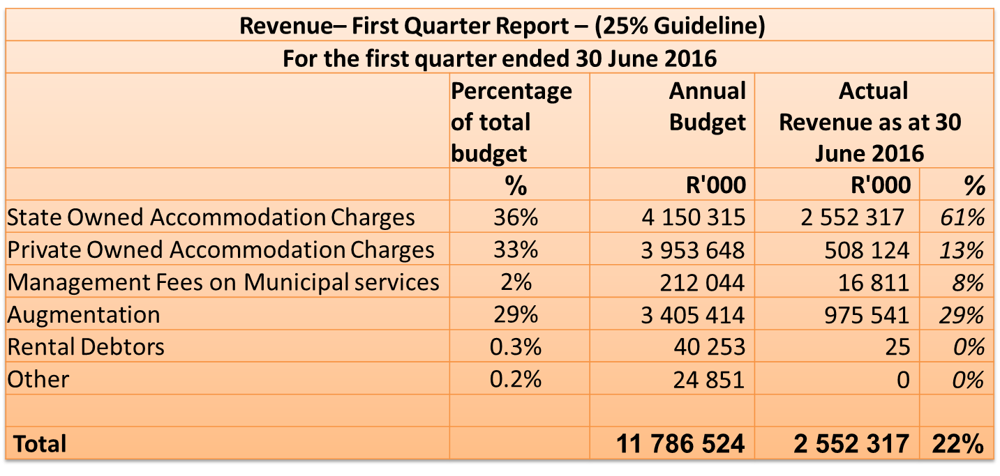 Revenue– First Quarter Report – (25% Guideline)
For the first quarter ended 30 June 2016
Percentage of total budget Annual Budget Actual Revenue as at 30 June 2016
% R'000 R'000 %
State Owned Accommodation Charges 36% 4 150 315 2 552 317 61%
Private Owned Accommodation Charges 33% 3 953 648 508 124 13%
Management Fees on Municipal services 2% 212 044 16 811 8%
Augmentation 29% 3 405 414 975 541 29%
Rental Debtors 0.3% 40 253 25 0%
Other 0.2% 24 851 0 0%
Total 11 786 524 2 552 317 22%